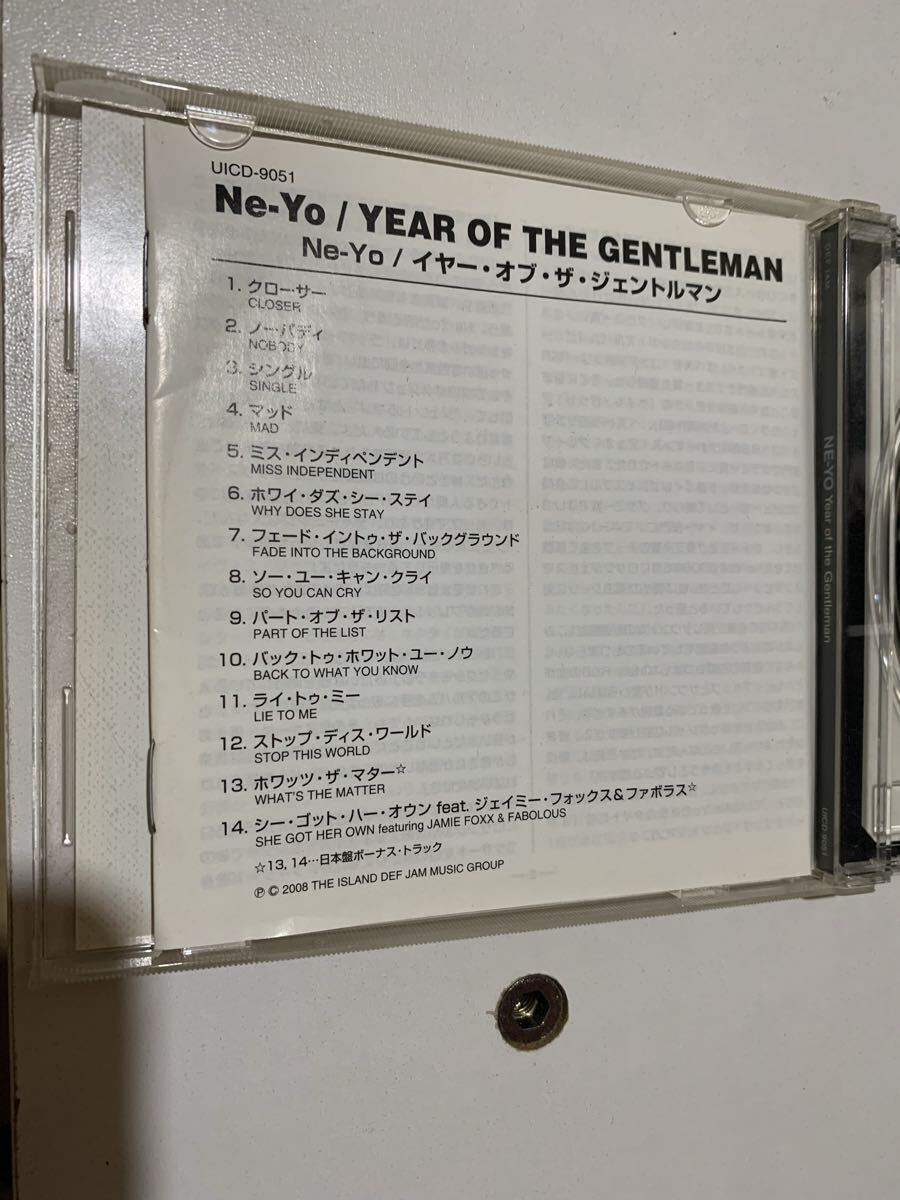 UICD-9051
Ne-Yo / YEAR OF THE GENTLEMAN
Ne-Yo / イヤー・オブ・ザ・ジェントルマン
1. クローサー
CLOSER
2. ノーバディ
NOBODY
3. シングル
SINGLE
4. マッド
MAD
5. ミス・インディペンデント
MISS INDEPENDENT
6. ホワイ・ダズ・シー・ステイ
WHY DOES SHE STAY
7. フェード・イントゥ・ザ・バックグラウンド
FADE INTO THE BACKGROUND
8. ソー・ユー・キャン・クライ
SO YOU CAN CRY
9. パート・オブ・ザ・リスト
PART OF THE LIST
10. バック・トゥ・ホワット・ユー・ノウ
BACK TO WHAT YOU KNOW
11. ライ・トゥ・ミー
LIE TO ME
12. ストップ・ディス・ワールド
STOP THIS WORLD
13. ホワッツ・ザ・マター☆
WHAT'S THE MATTER
14. シー・ゴット・ハー・オウン feat. ジェイミー・フォックス&ファボラス☆
SHE GOT HER OWN featuring JAMIE FOXX & FABOLOUS
☆13, 14…日本盤ボーナス・トラック
℗ © 2008 THE ISLAND DEF JAM MUSIC GROUP
DEF JAM
NE-YO Year of the Gentleman
UICD-9051